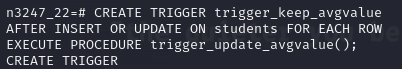 n3247_22=# CREATE TRIGGER trigger_keep_avgvalue
AFTER INSERT OR UPDATE ON students FOR EACH ROW
EXECUTE PROCEDURE trigger_update_avgvalue();
CREATE TRIGGER